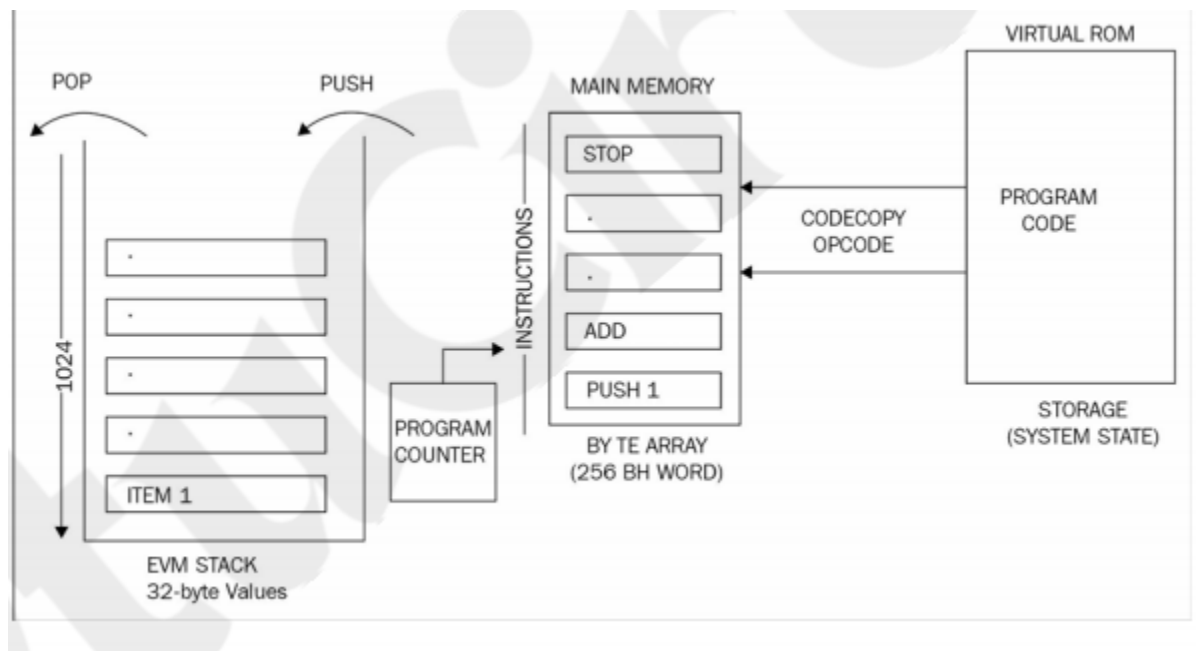 VIRTUAL ROM
POP
PUSH
MAIN MEMORY
STOP
.
.
ADD
PUSH 1
INSTRUCTIONS
CODECOPY
OPCODE
PROGRAM
CODE
.
.
.
.
ITEM 1
1024
PROGRAM
COUNTER
BY TE ARRAY
(256 BH WORD)
STORAGE
(SYSTEM STATE)
EVM STACK
32-byte Values